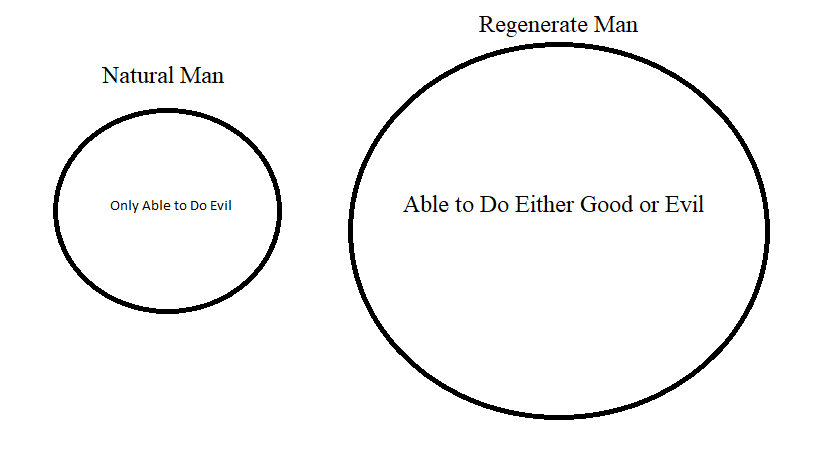 Regenerate Man
Natural Man
Only Able to Do Evil
Able to Do Either Good or Evil